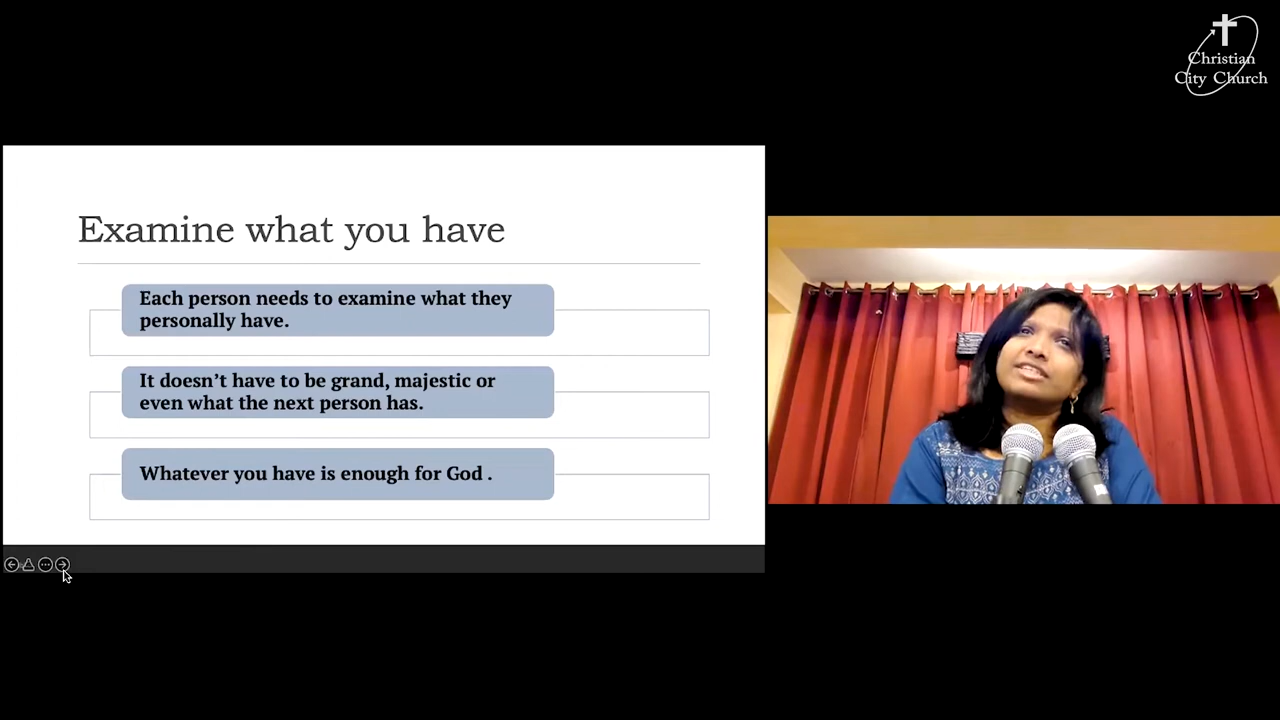 Christian
City Church
Examine what you have
Each person needs to examine what they
personally have.
It doesn’t have to be grand, majestic or
even what the next person has.
Whatever you have is enough for God .